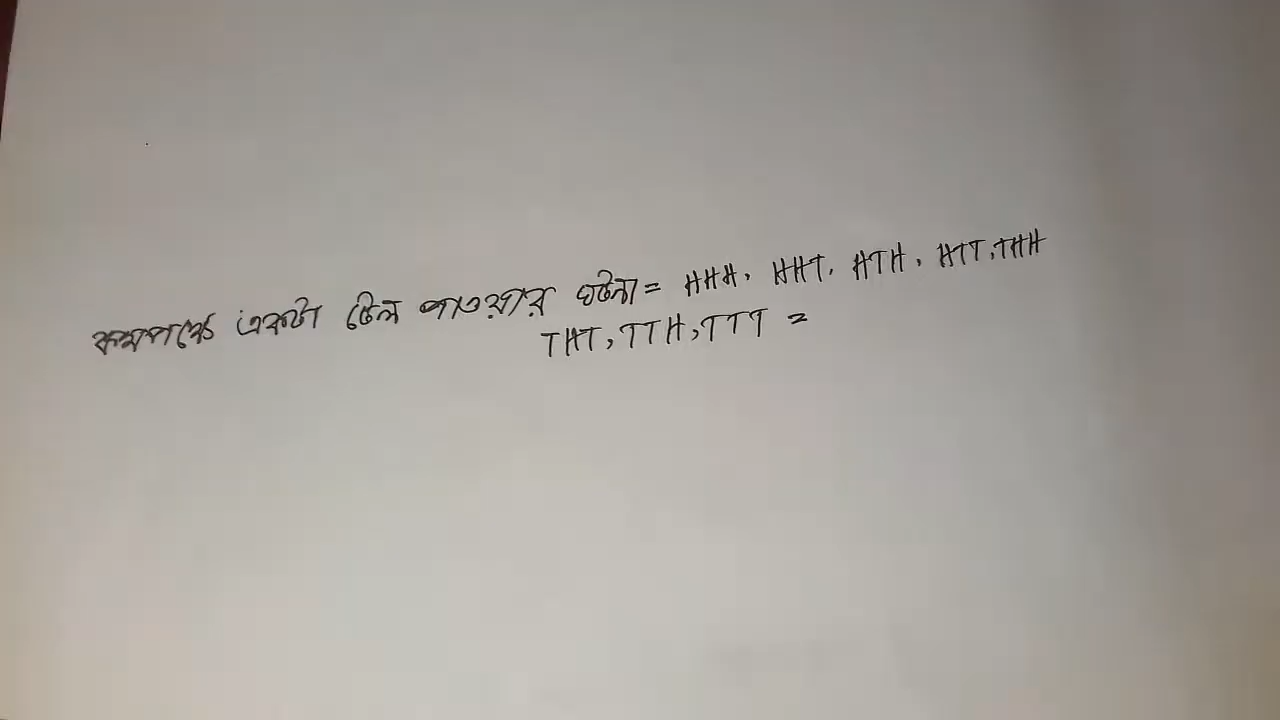 কমপক্ষে একটা টেল পাওয়ার ঘটনা = HHH, HHT, HTH, HTT, THH
THT, TTH, TTT =